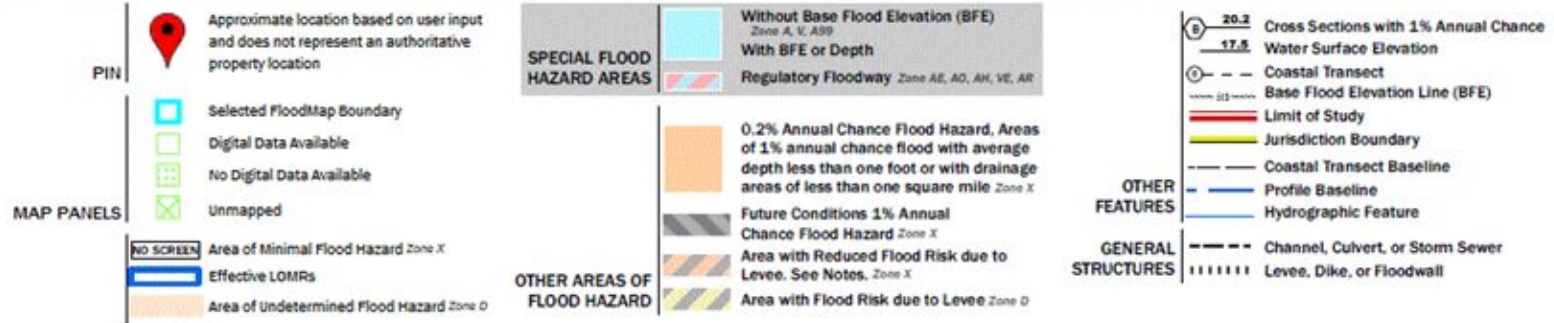 PIN
Approximate location based on user input
and does not represent an authoritative
property location
MAP PANELS
Selected FloodMap Boundary
Digital Data Available
No Digital Data Available
Unmapped
NO SCREEN Area of Minimal Flood Hazard Zone X
Effective LOMRs
Area of Undetermined Flood Hazard Zone D
SPECIAL FLOOD
HAZARD AREAS
Without Base Flood Elevation (BFE)
Zone A, V, A99
With BFE or Depth
Regulatory Floodway Zone AE, AO, AH, VE, AR
OTHER AREAS OF
FLOOD HAZARD
0.2% Annual Chance Flood Hazard, Areas
of 1% annual chance flood with average
depth less than one foot or with drainage
areas of less than one square mile Zone X
Future Conditions 1% Annual
Chance Flood Hazard Zone X
Area with Reduced Flood Risk due to
Levee. See Notes. Zone X
Area with Flood Risk due to Levee Zone D
OTHER
FEATURES
B 20.2 Cross Sections with 1% Annual Chance
17.5 Water Surface Elevation
Coastal Transect
Base Flood Elevation Line (BFE)
Limit of Study
Jurisdiction Boundary
Coastal Transect Baseline
Profile Baseline
Hydrographic Feature
GENERAL
STRUCTURES
Channel, Culvert, or Storm Sewer
Levee, Dike, or Floodwall